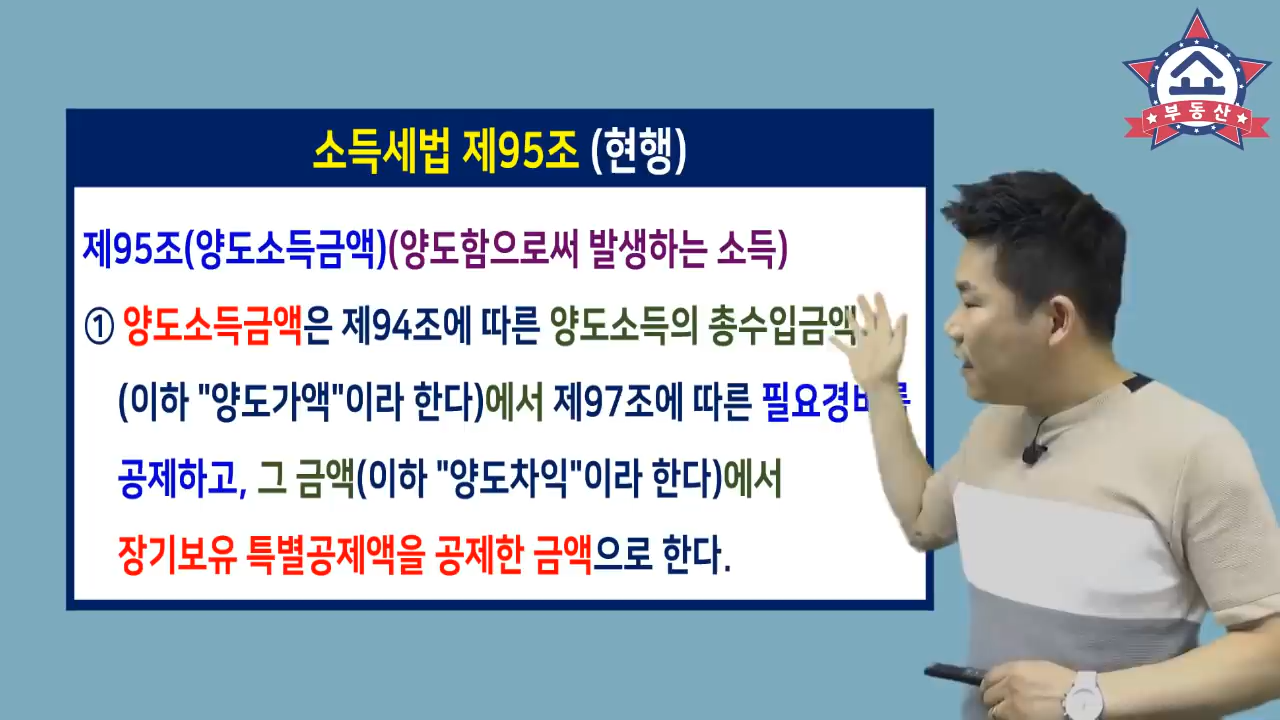 부동산
소득세법 제95조 (현행)
제95조(양도소득금액)(양도함으로써 발생하는 소득)
① 양도소득금액은 제94조에 따른 양도소득의 총수입금액
(이하 "양도가액"이라 한다)에서 제97조에 따른 필요경비를
공제하고, 그 금액(이하 "양도차익"이라 한다)에서
장기보유 특별공제액을 공제한 금액으로 한다.